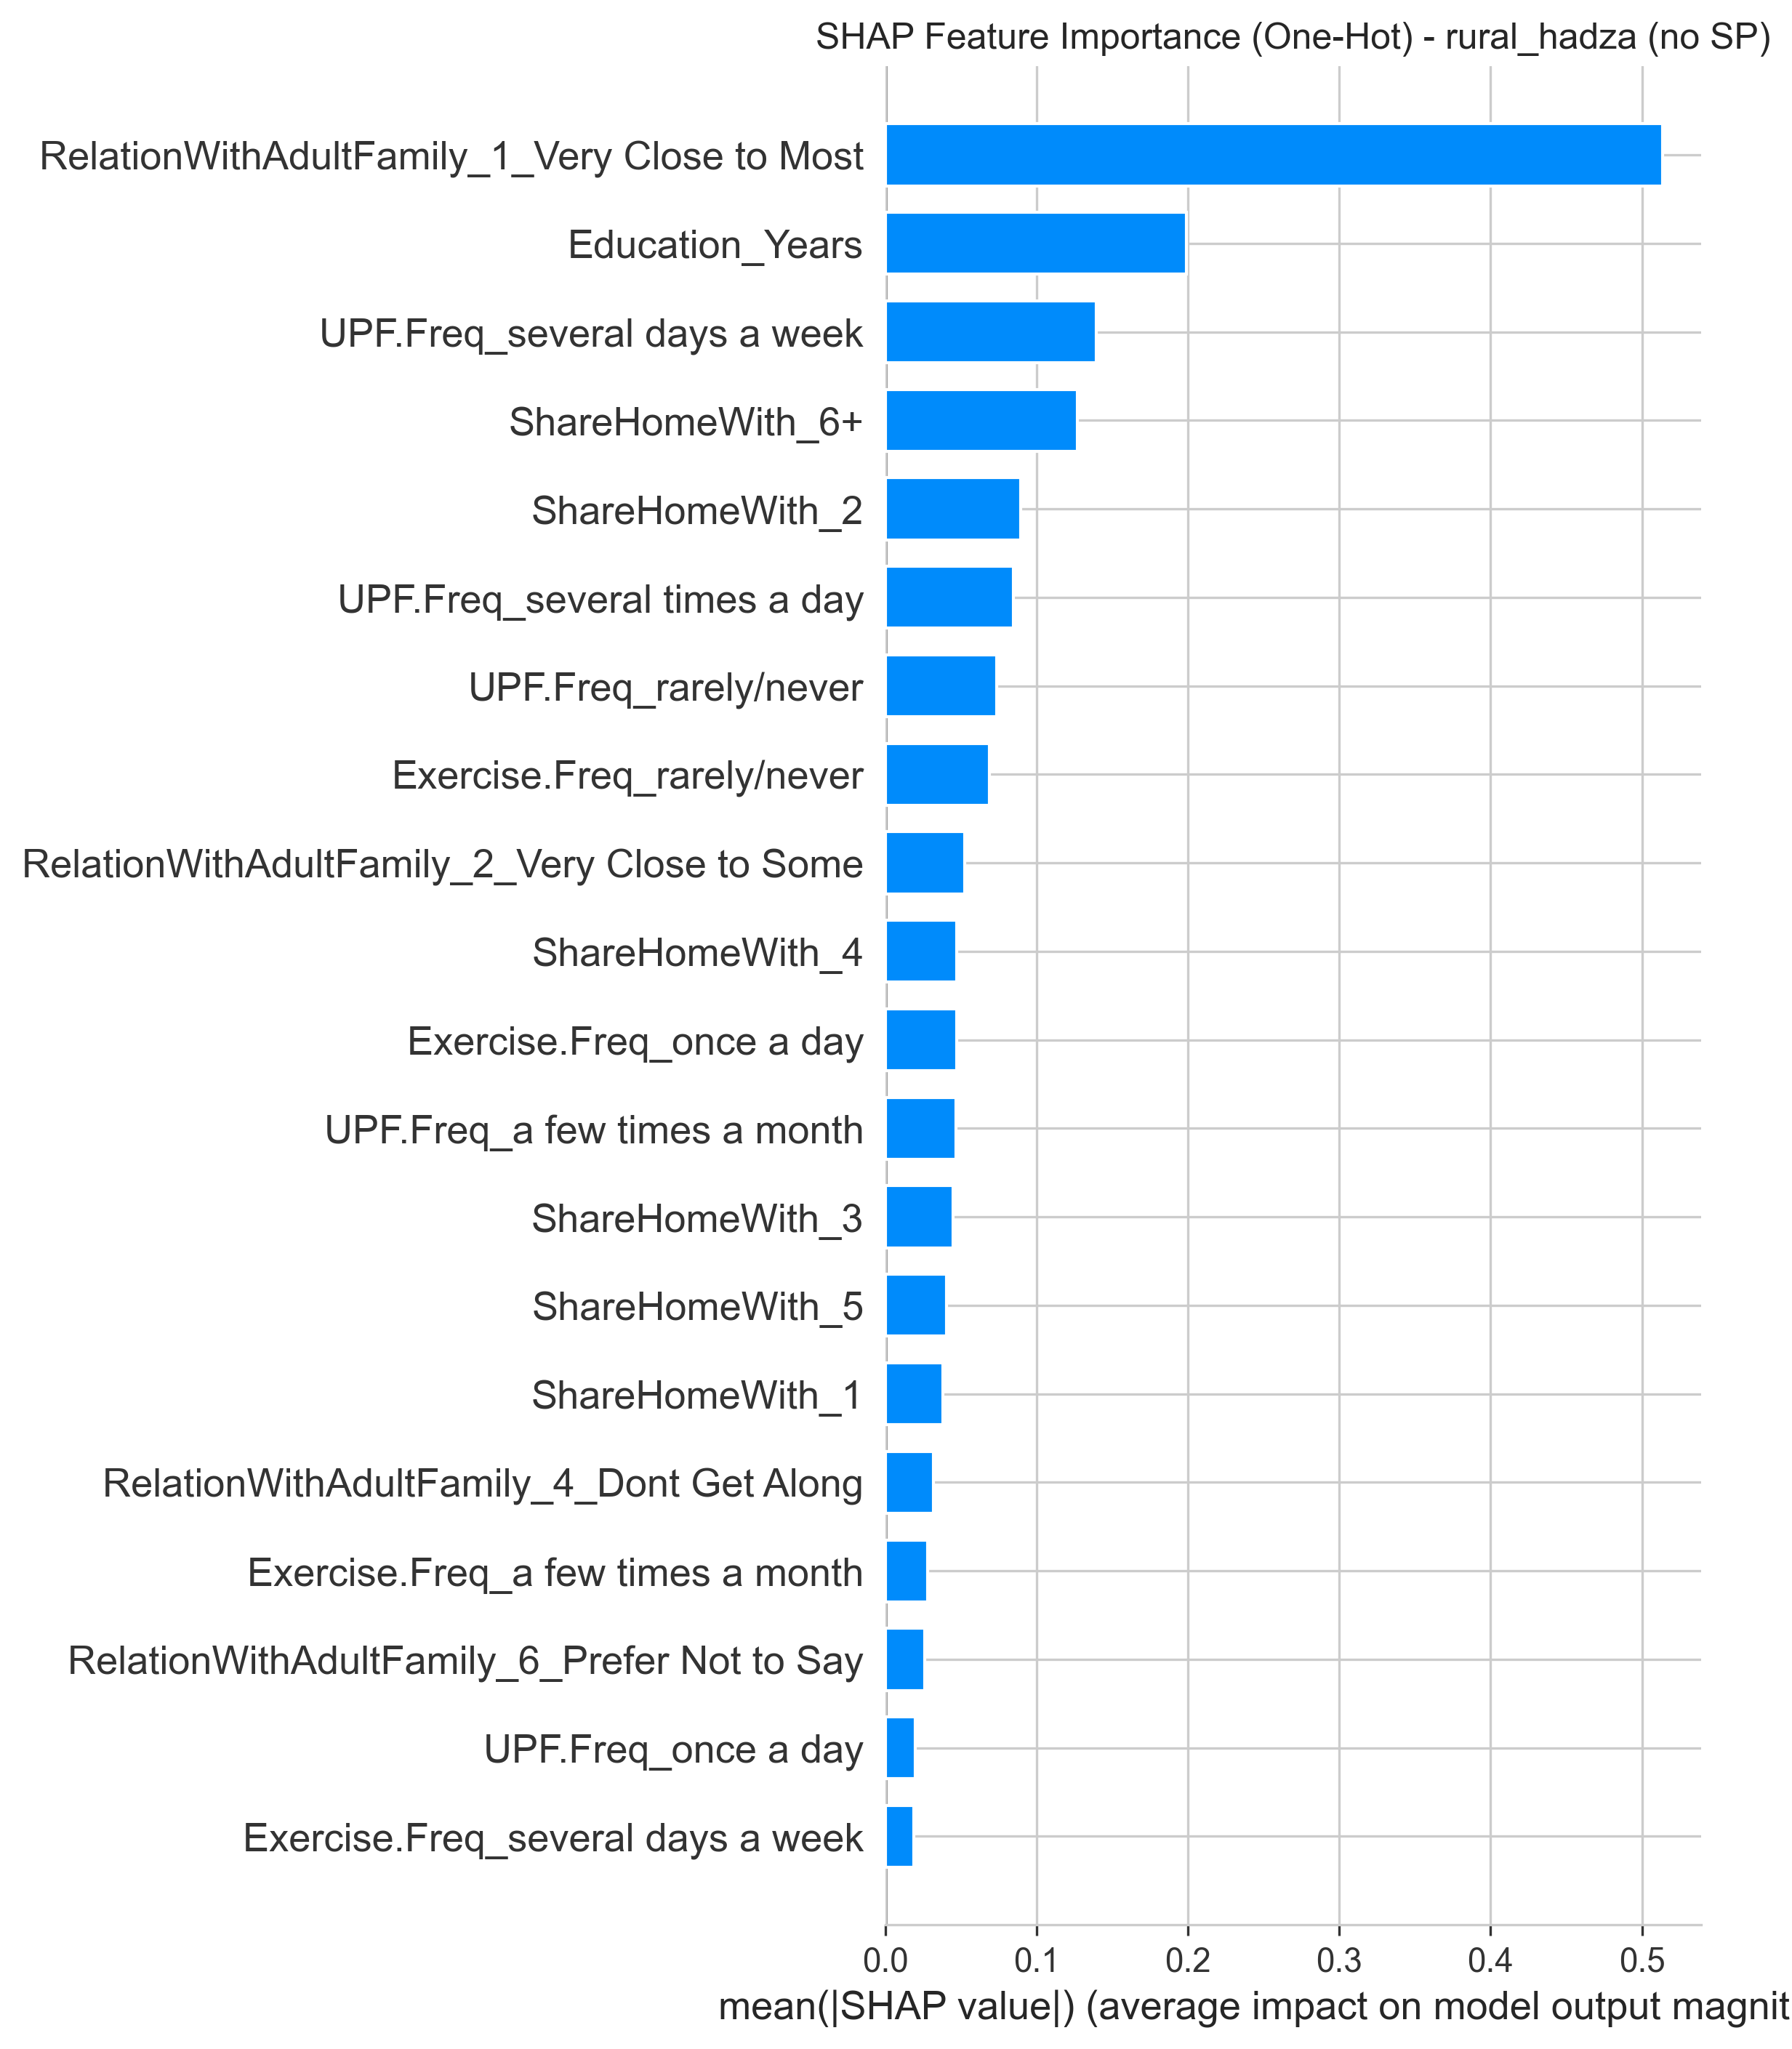 SHAP Feature Importance (One-Hot) - rural_hadza (no SP)
RelationWithAdultFamily_1_Very Close to Most
Education_Years
UPF.Freq_several days a week
ShareHomeWith_6+
ShareHomeWith_2
UPF.Freq_several times a day
UPF.Freq_rarely/never
Exercise.Freq_rarely/never
RelationWithAdultFamily_2_Very Close to Some
ShareHomeWith_4
Exercise.Freq_once a day
UPF.Freq_a few times a month
ShareHomeWith_3
ShareHomeWith_5
ShareHomeWith_1
RelationWithAdultFamily_4_Dont Get Along
Exercise.Freq_a few times a month
RelationWithAdultFamily_6_Prefer Not to Say
UPF.Freq_once a day
Exercise.Freq_several days a week
0.0 0.1 0.2 0.3 0.4 0.5
mean(|SHAP value|) (average impact on model output magnit